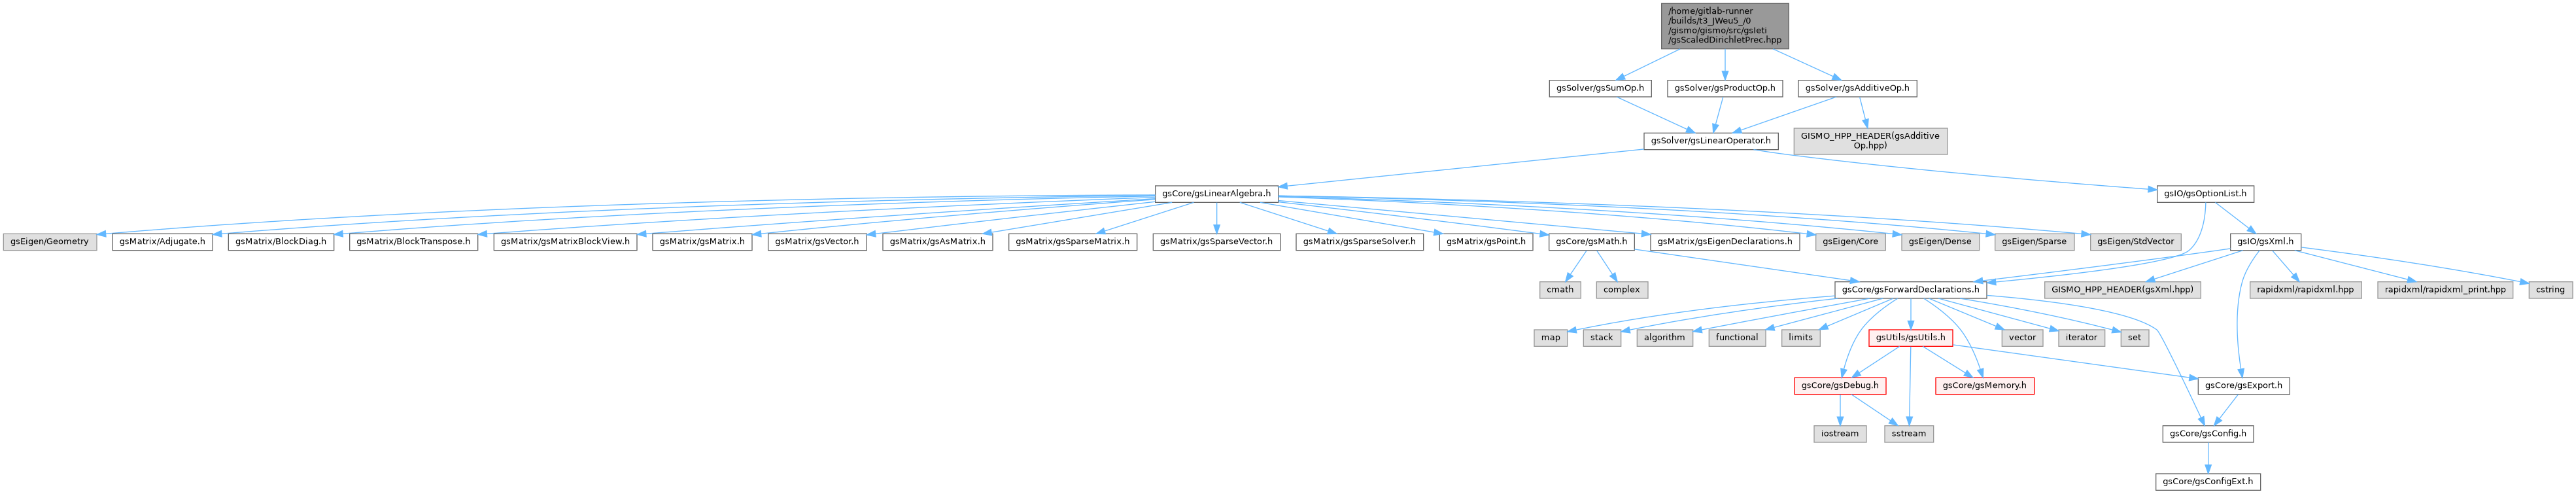 /home/gitlab-runner
/builds/t3_JWeu5_/0
/gismo/gismo/src/gsIeti
/gsScaledDirichletPrec.hpp
gsSolver/gsSumOp.h
gsSolver/gsProductOp.h
gsSolver/gsAdditiveOp.h
GISMO_HPP_HEADER(gsAdditive
Op.hpp)
gsSolver/gsLinearOperator.h
gsCore/gsLinearAlgebra.h
gsIO/gsOptionList.h
gsEigen/Geometry
gsMatrix/Adjugate.h
gsMatrix/BlockDiag.h
gsMatrix/BlockTranspose.h
gsMatrix/gsMatrixBlockView.h
gsMatrix/gsMatrix.h
gsMatrix/gsVector.h
gsMatrix/gsAsMatrix.h
gsMatrix/gsSparseMatrix.h
gsMatrix/gsSparseVector.h
gsMatrix/gsSparseSolver.h
gsMatrix/gsPoint.h
gsCore/gsMath.h
gsMatrix/gsEigenDeclarations.h
gsEigen/Core
gsEigen/Dense
gsEigen/Sparse
gsEigen/StdVector
gsIO/gsXml.h
cmath
complex
gsCore/gsForwardDeclarations.h
GISMO_HPP_HEADER(gsXml.hpp)
rapidxml/rapidxml.hpp
rapidxml/rapidxml_print.hpp
cstring
map
stack
algorithm
functional
limits
gsUtils/gsUtils.h
vector
iterator
set
gsCore/gsDebug.h
gsCore/gsMemory.h
gsCore/gsExport.h
iostream
sstream
gsCore/gsConfig.h
gsCore/gsConfigExt.h